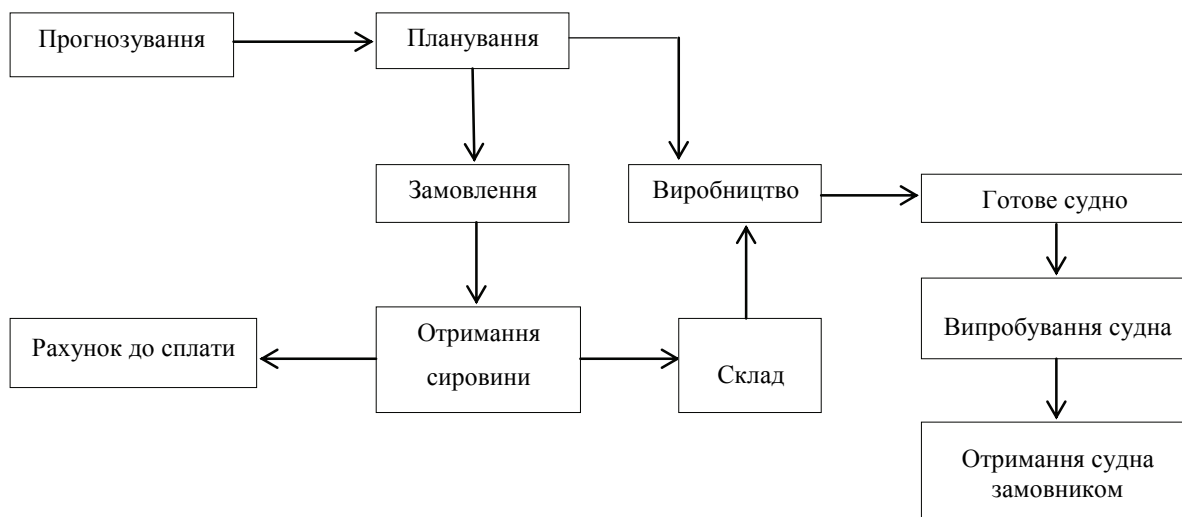 Прогнозування
Планування
Замовлення
Виробництво
Готове судно
Рахунок до сплати
Отримання
сировини
Склад
Випробування судна
Отримання судна
замовником